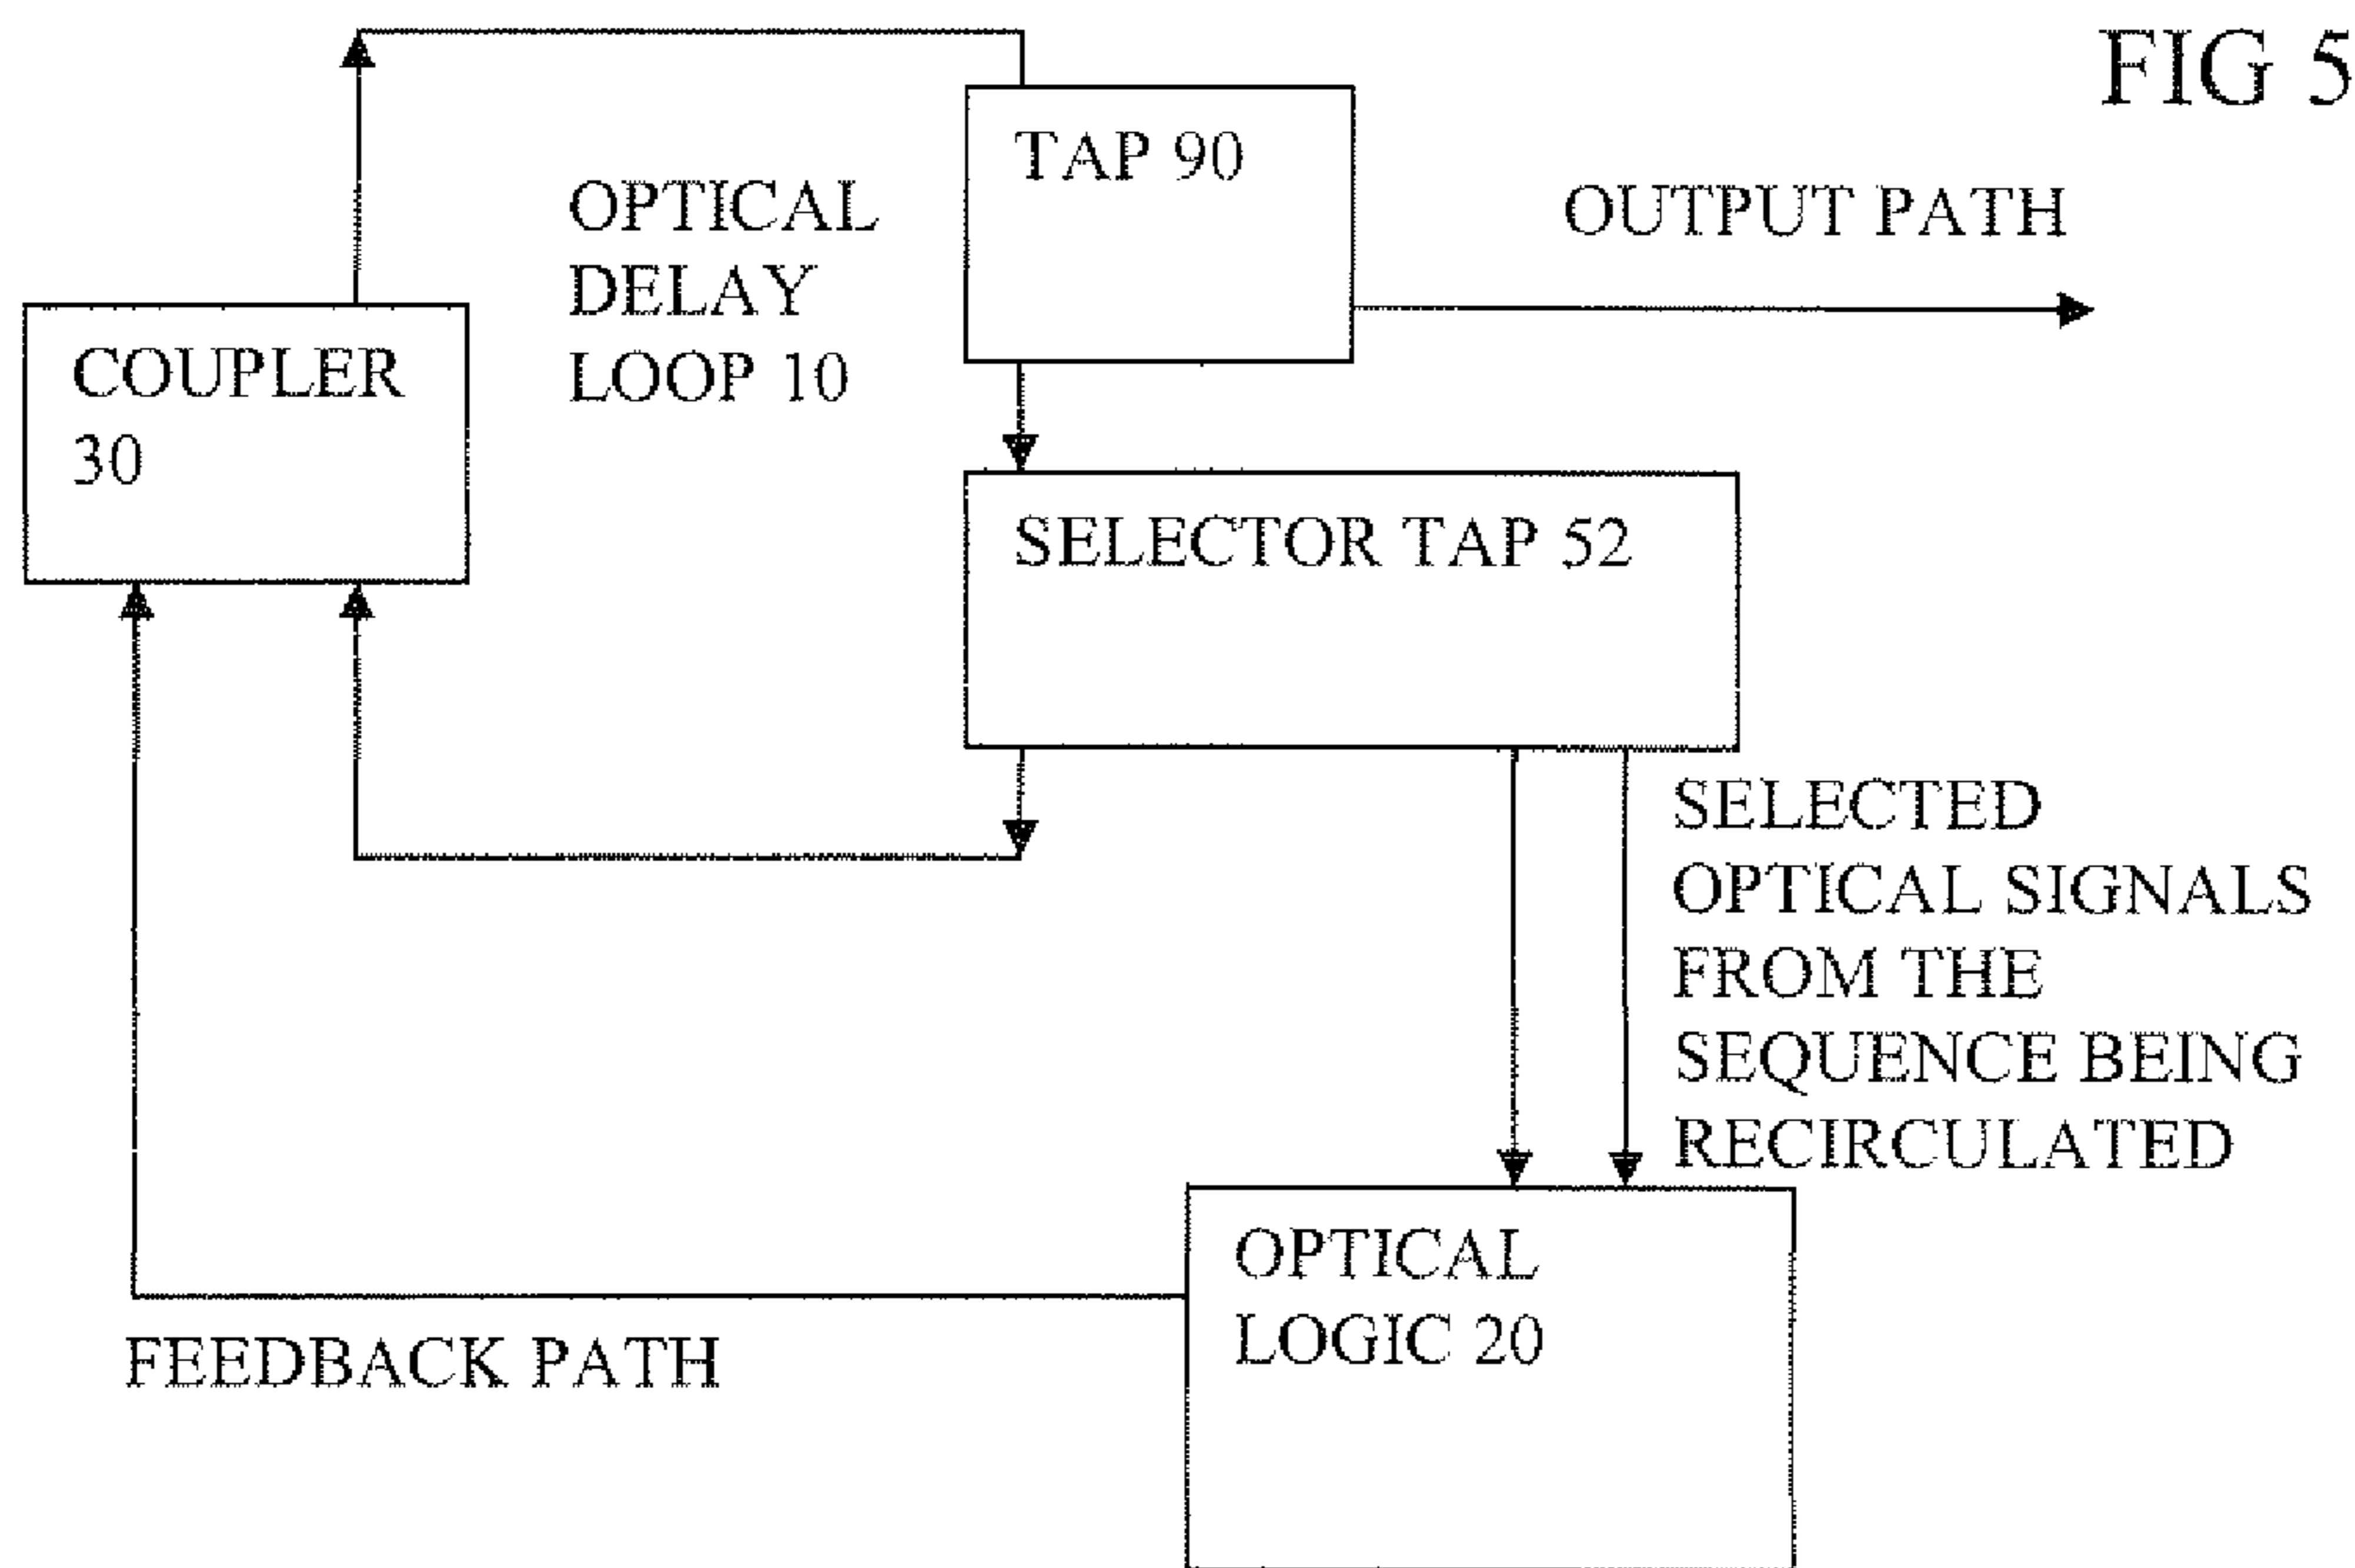 FIG 5
TAP 90
OPTICAL
DELAY
LOOP 10
OUTPUT PATH
COUPLER
30
SELECTOR TAP 52
SELECTED
OPTICAL SIGNALS
FROM THE
SEQUENCE BEING
RECIRCULATED
OPTICAL
LOGIC 20
FEEDBACK PATH